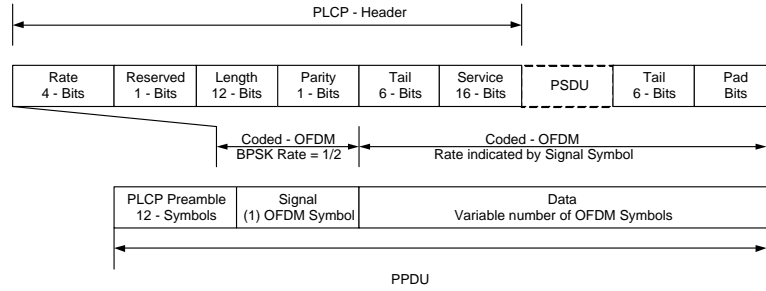 PLCP - Header
Rate
4 - Bits
Reserved
1 - Bits
Length
12 - Bits
Parity
1 - Bits
Tail
6 - Bits
Service
16 - Bits
PSDU
Tail
6 - Bits
Pad
Bits
Coded - OFDM
BPSK Rate = 1/2
Coded - OFDM
Rate indicated by Signal Symbol
PLCP Preamble
12 - Symbols
Signal
(1) OFDM Symbol
Data
Variable number of OFDM Symbols
PPDU